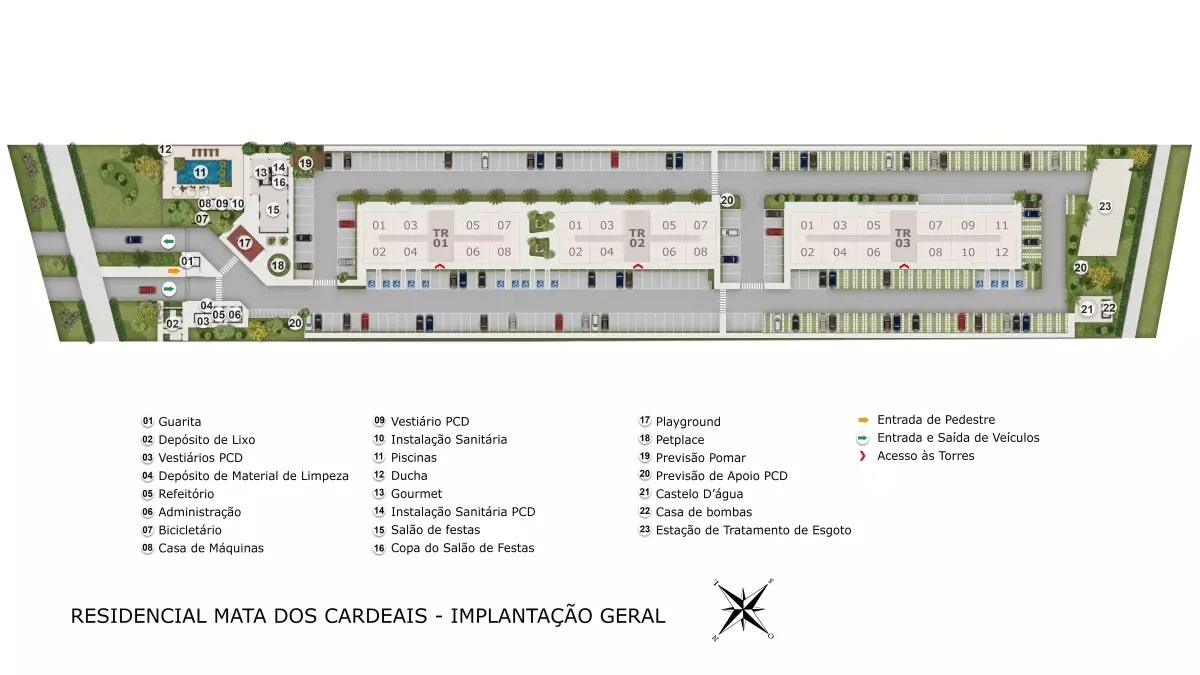 12
11
13
14
16
19
08 09 10
07
15
20
17
18
01
04
03 05 06
02
20
01 03 05 07
TR 01
02 04 06 08
01 03 05 07
TR 02
02 04 06 08
01 03 05 07 09 11
TR 03
02 04 06 08 10 12
23
20
21 22
01 Guarita
02 Depósito de Lixo
03 Vestiários PCD
04 Depósito de Material de Limpeza
05 Refeitório
06 Administração
07 Bicicletário
08 Casa de Máquinas
09 Vestiário PCD
10 Instalação Sanitária
11 Piscinas
12 Ducha
13 Gourmet
14 Instalação Sanitária PCD
15 Salão de festas
16 Copa do Salão de Festas
17 Playground
18 Petplace
19 Previsão Pomar
20 Previsão de Apoio PCD
21 Castelo D’água
22 Casa de bombas
23 Estação de Tratamento de Esgoto
Entrada de Pedestre
Entrada e Saída de Veículos
Acesso às Torres
RESIDENCIAL MATA DOS CARDEAIS - IMPLANTAÇÃO GERAL
L S
N O